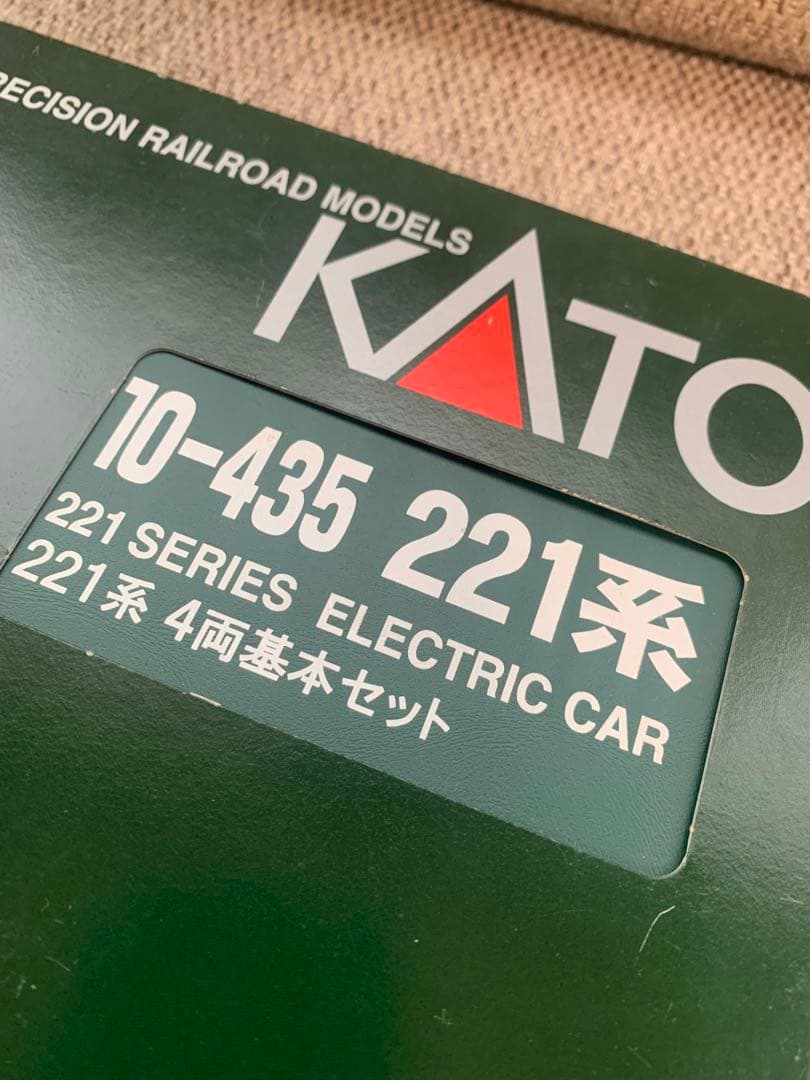 RECISION RAILROAD MODELS
KATO
10-435 221系
221 SERIES ELECTRIC CAR
221系 4両基本セット